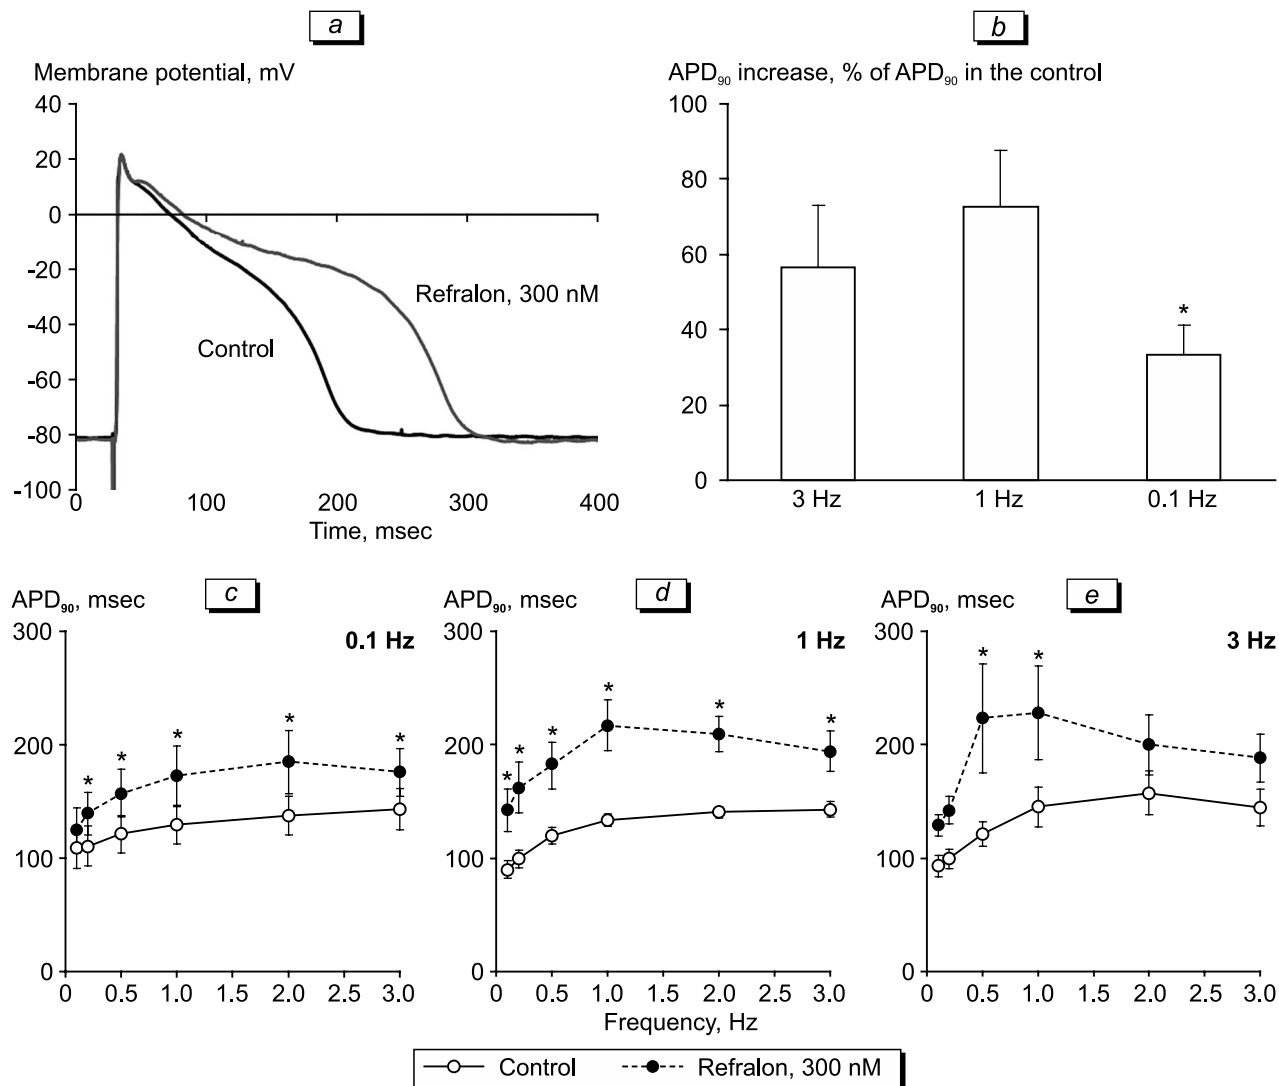 a
Membrane potential, mV
40
20
0
-20
-40
-60
-80
-100
Refralon, 300 nM
Control
0 100 200 300 400
Time, msec
b
APD₉₀ increase, % of APD₉₀ in the control
100
80
60
40
20
0
*
3 Hz 1 Hz 0.1 Hz
c
APD₉₀, msec
0.1 Hz
300
200
100
0
* * * * *
0 0.5 1.0 1.5 2.0 2.5 3.0
d
APD₉₀, msec
1 Hz
300
200
100
0
* * * * * *
0 0.5 1.0 1.5 2.0 2.5 3.0
Frequency, Hz
e
APD₉₀, msec
3 Hz
300
200
100
0
* *
0 0.5 1.0 1.5 2.0 2.5 3.0
Control Refralon, 300 nM